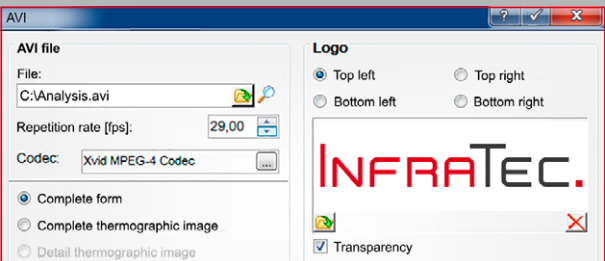 AVI
AVI file
File:
C:\Analysis.avi
Repetition rate [fps]:
29,00
Codec:
Xvid MPEG-4 Codec
...
Complete form
Complete thermographic image
Detail thermographic image
Logo
Top left
Top right
Bottom left
Bottom right
INFRATEC.
Transparency